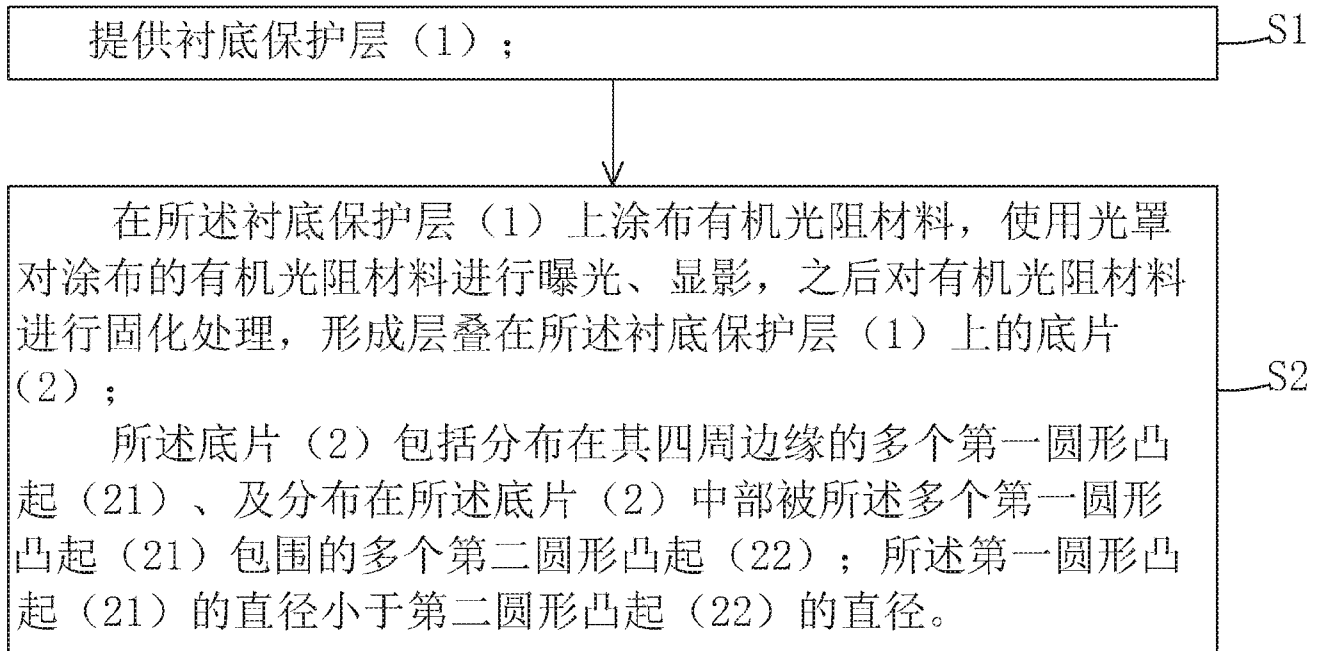 提供衬底保护层（1）；
S1
在所述衬底保护层（1）上涂布有机光阻材料，使用光罩
对涂布的有机光阻材料进行曝光、显影，之后对有机光阻材料
进行固化处理，形成层叠在所述衬底保护层（1）上的底片
（2）；
S2
所述底片（2）包括分布在其四周边缘的多个第一圆形凸
起（21）、及分布在所述底片（2）中部被所述多个第一圆形
凸起（21）包围的多个第二圆形凸起（22）；所述第一圆形凸
起（21）的直径小于第二圆形凸起（22）的直径。